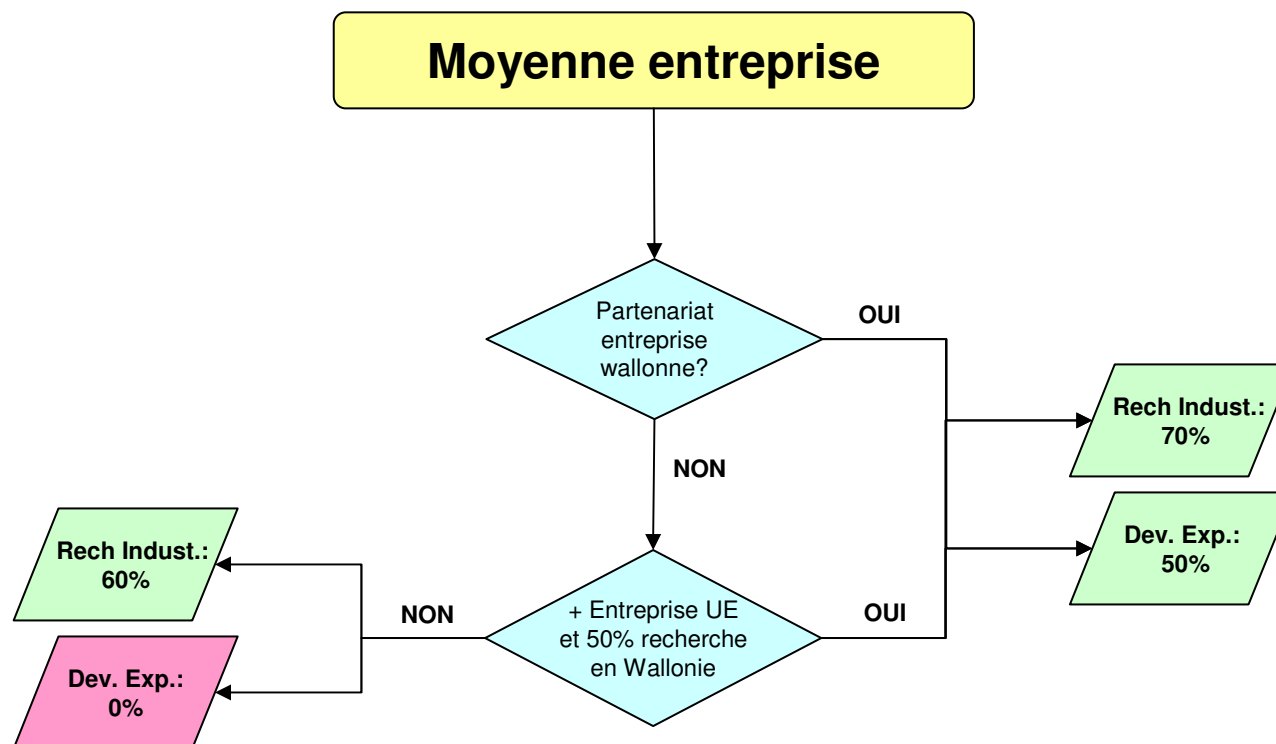 Moyenne entreprise
Partenariat
entreprise
wallonne?
OUI
Rech Indust.:
70%
NON
Dev. Exp.:
50%
Rech Indust.:
60%
NON
+ Entreprise UE
et 50% recherche
en Wallonie
OUI
Dev. Exp.:
0%